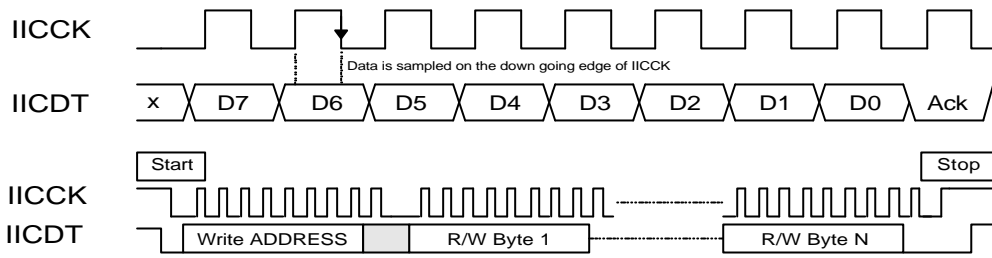 IICCK
Data is sampled on the down going edge of IICCK
IICDT x D7 D6 D5 D4 D3 D2 D1 D0 Ack
Start Stop
IICCK
IICDT Write ADDRESS R/W Byte 1 R/W Byte N